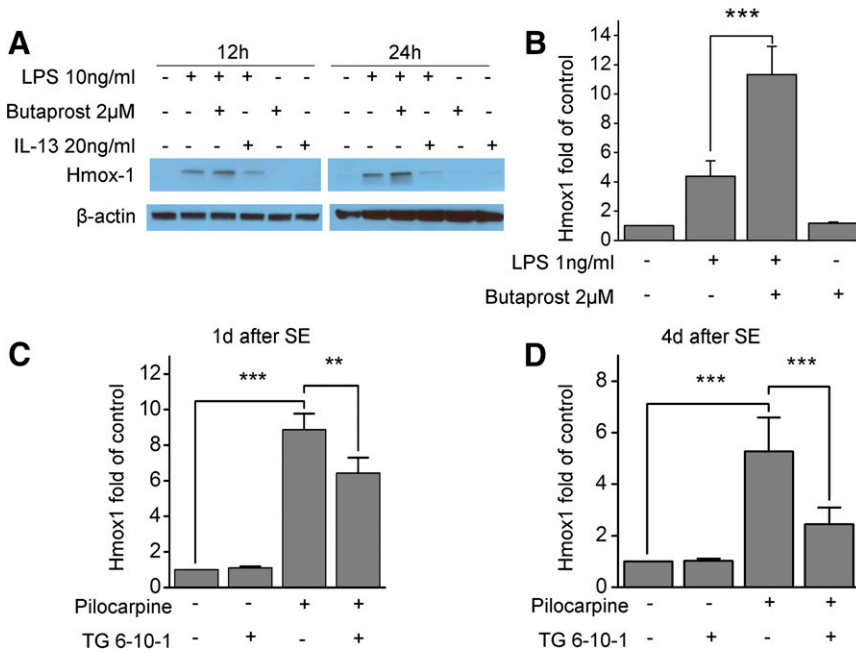 A
12h 24h
LPS 10ng/ml - + + + - - - + + + - -
Butaprost 2µM - - + - + - - - + - + -
IL-13 20ng/ml - - - + - + - - - + - +
Hmox-1
β-actin
B
Hmox1 fold of control
14
12
10
8
6
4
2
0
***
LPS 1ng/ml - + + -
Butaprost 2µM - - + +
C
1d after SE
Hmox1 fold of control
12
10
8
6
4
2
0
*** **
Pilocarpine - - + +
TG 6-10-1 - + - +
D
4d after SE
Hmox1 fold of control
8
6
4
2
0
*** ***
Pilocarpine - - + +
TG 6-10-1 - + - +